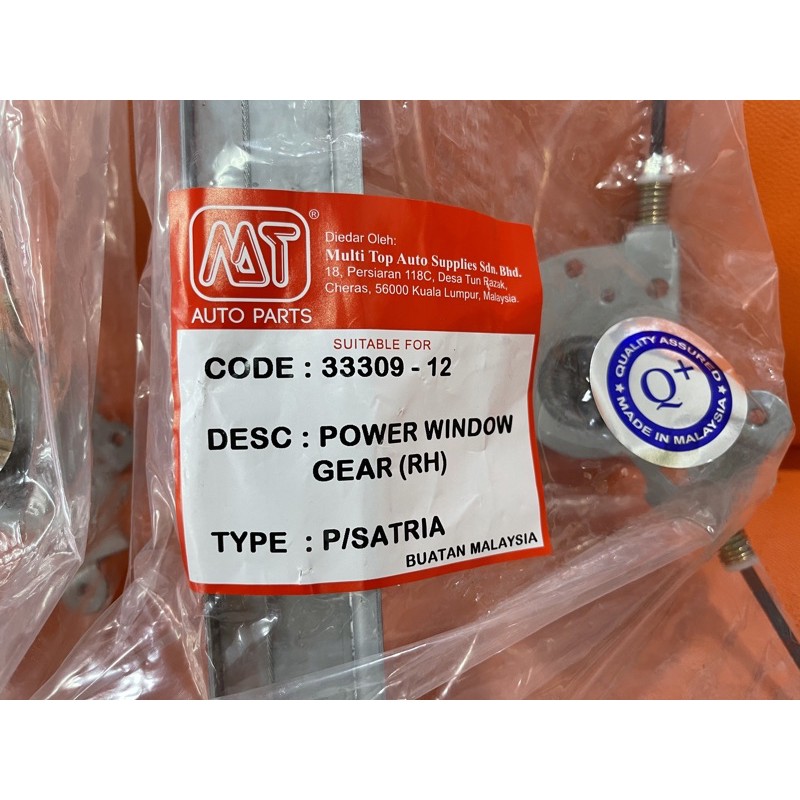 MT
®
AUTO PARTS
Diedar Oleh:
Multi Top Auto Supplies Sdn. Bhd.
18, Persiaran 118C, Desa Tun Razak,
Cheras, 56000 Kuala Lumpur, Malaysia.
SUITABLE FOR
CODE : 33309 - 12
DESC : POWER WINDOW
GEAR (RH)
TYPE : P/SATRIA
BUATAN MALAYSIA
QUALITY ASSURED
Q+
★ MADE IN MALAYSIA ★